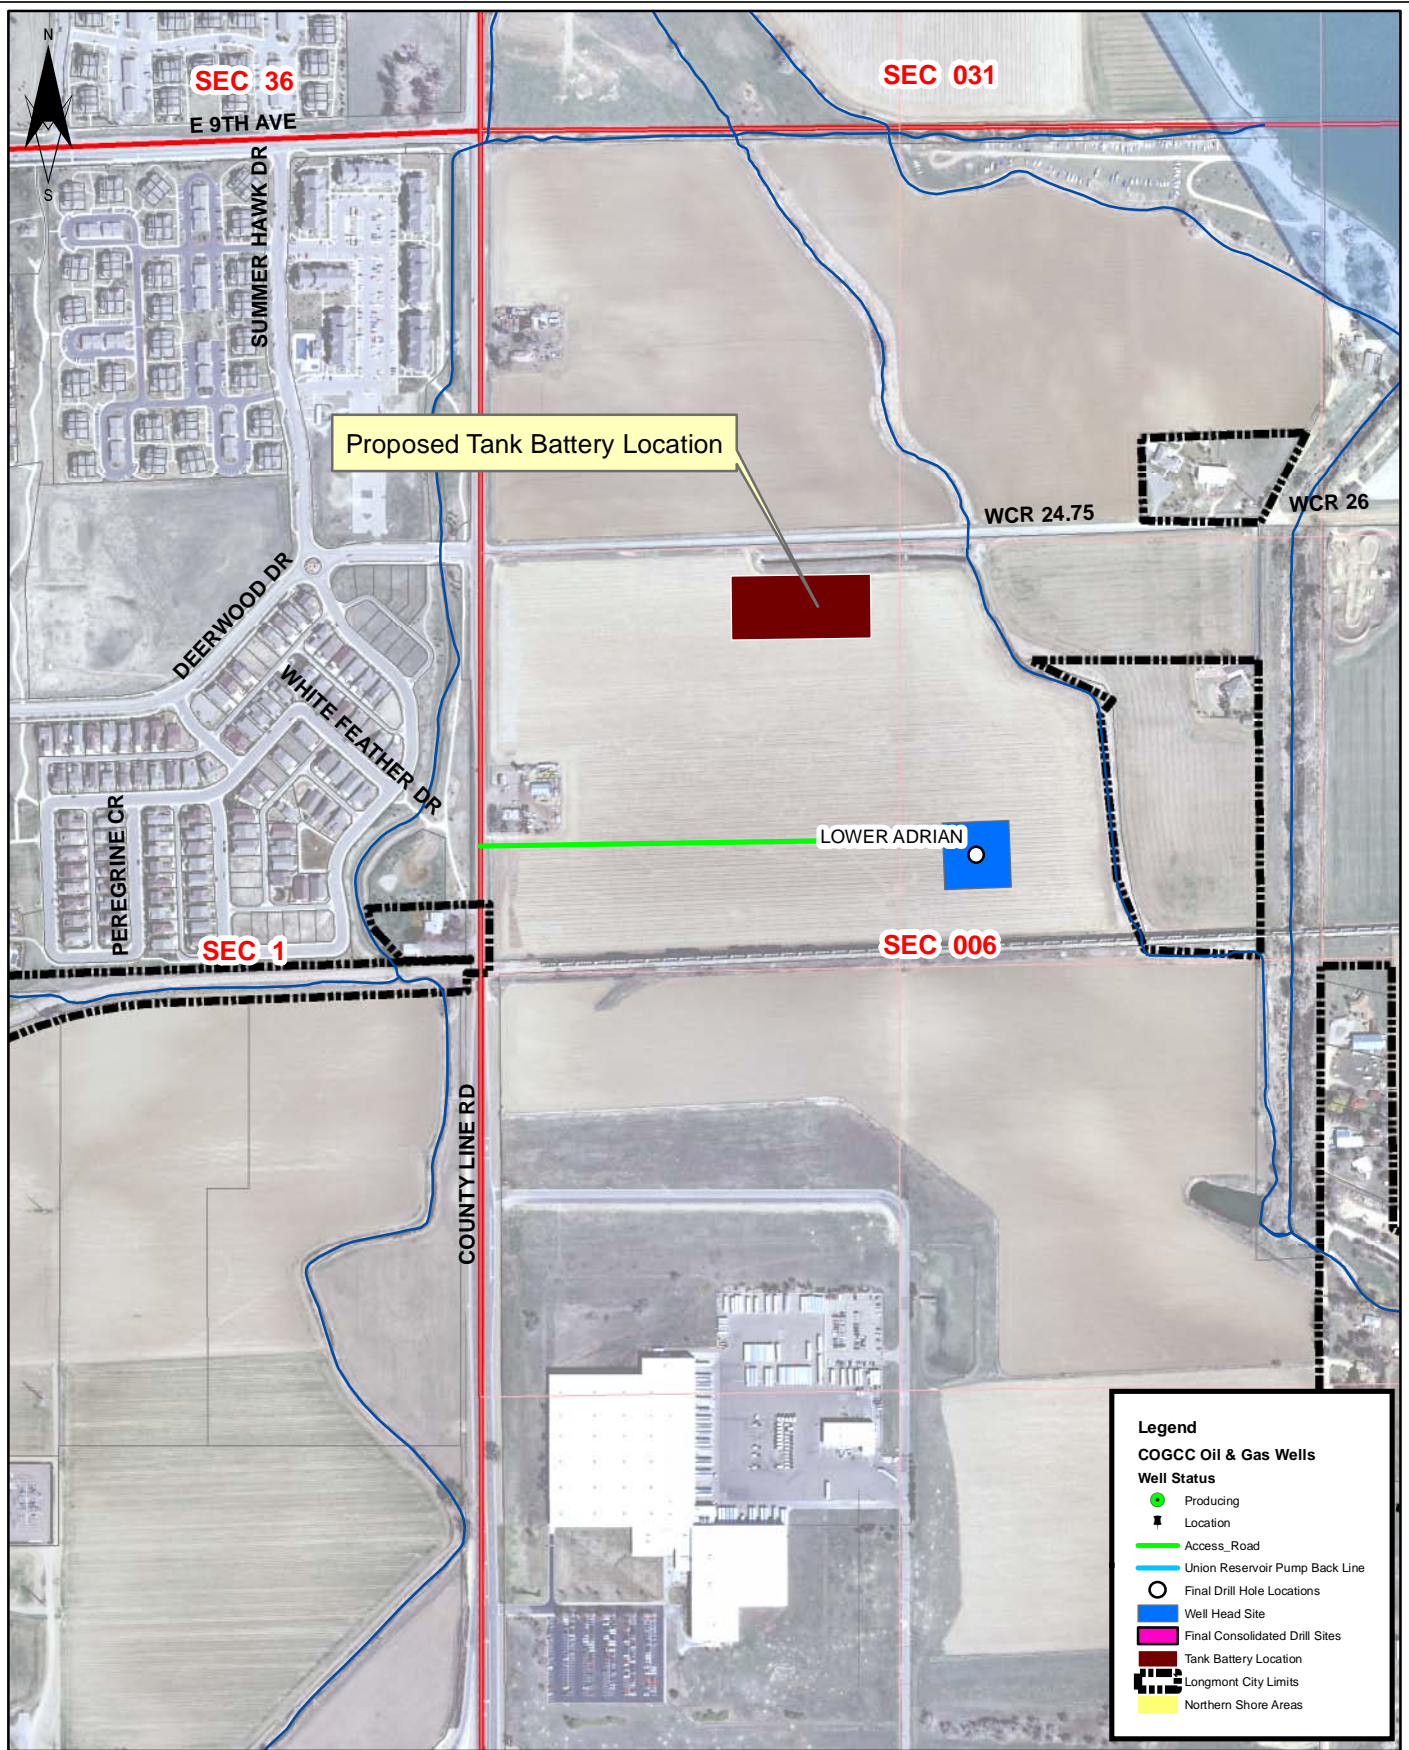 N
S
SEC 36
SEC 031
E 9TH AVE
SUMMER HAWK DR
Proposed Tank Battery Location
WCR 24.75
WCR 26
DEERWOOD DR
WHITE FEATHER DR
PEREGRINE CR
LOWER ADRIAN
SEC 1
SEC 006
COUNTY LINE RD
Legend
COGCC Oil & Gas Wells
Well Status
Producing
Location
Access_Road
Union Reservoir Pump Back Line
Final Drill Hole Locations
Well Head Site
Final Consolidated Drill Sites
Tank Battery Location
Longmont City Limits
Northern Shore Areas